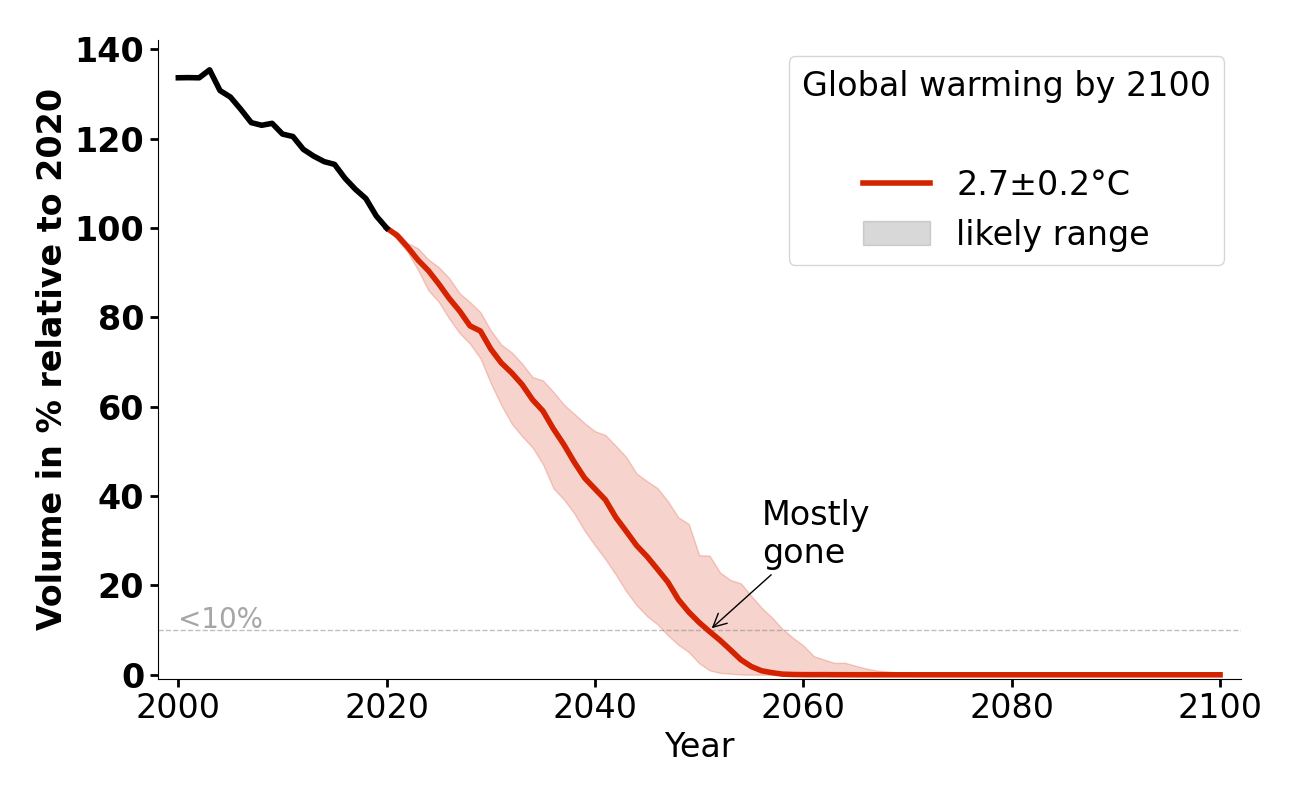 Volume in % relative to 2020
140
120
100
80
60
40
20
0
Global warming by 2100
2.7±0.2°C
likely range
Mostly
gone
<10%
2000 2020 2040 2060 2080 2100
Year